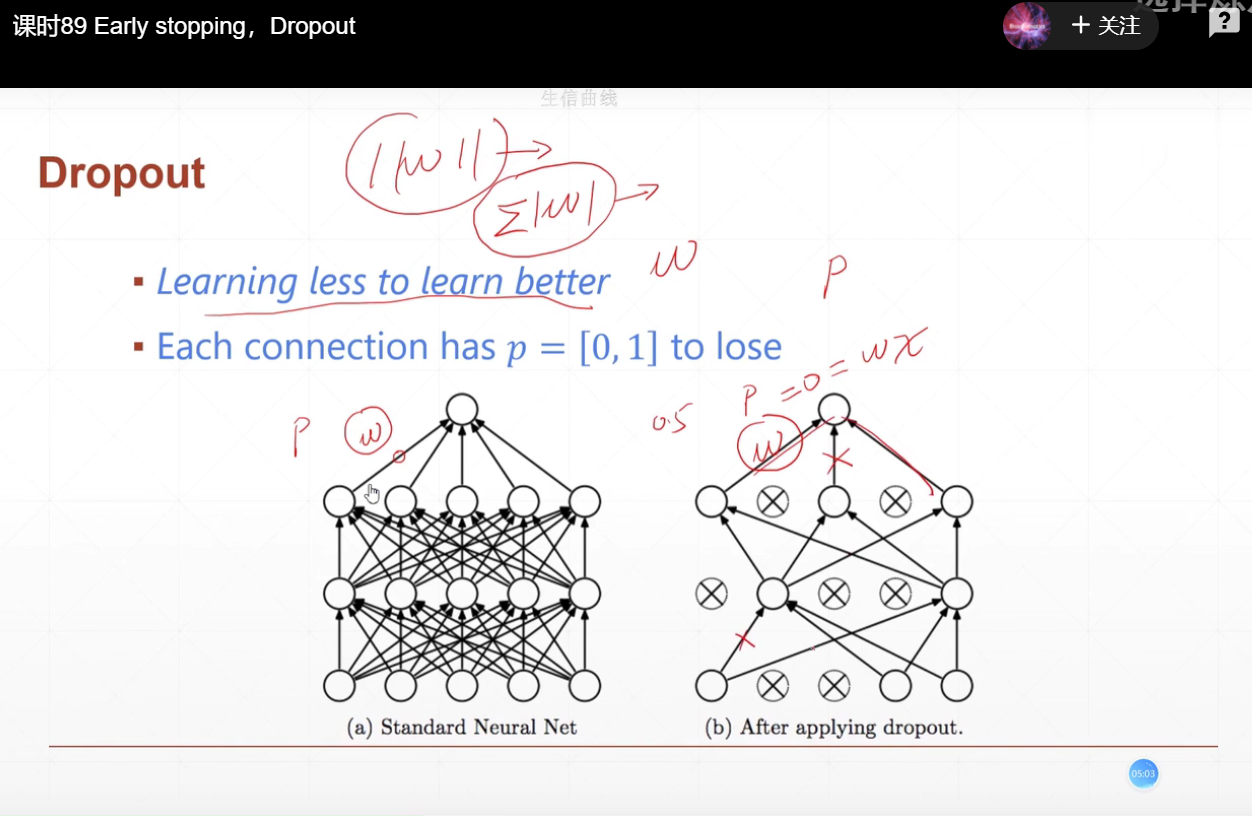 课时89 Early stopping，Dropout
+ 关注
?
生信曲线
Dropout
||w||
Σ|w|
w
p
▪ Learning less to learn better
▪ Each connection has p = [0, 1] to lose
p w
0.5
p = 0 = wx
w
(a) Standard Neural Net
(b) After applying dropout.
05:03